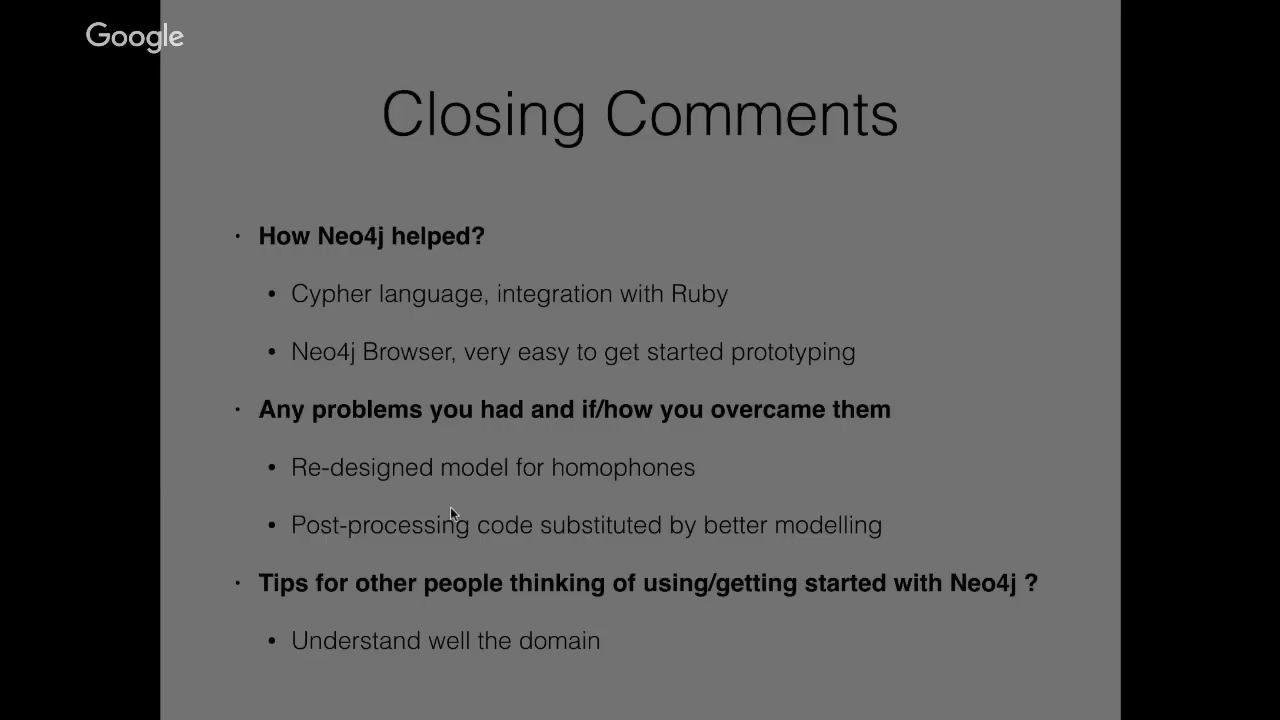 Google
Closing Comments
· How Neo4j helped?
• Cypher language, integration with Ruby
• Neo4j Browser, very easy to get started prototyping
· Any problems you had and if/how you overcame them
• Re-designed model for homophones
• Post-processing code substituted by better modelling
· Tips for other people thinking of using/getting started with Neo4j ?
• Understand well the domain